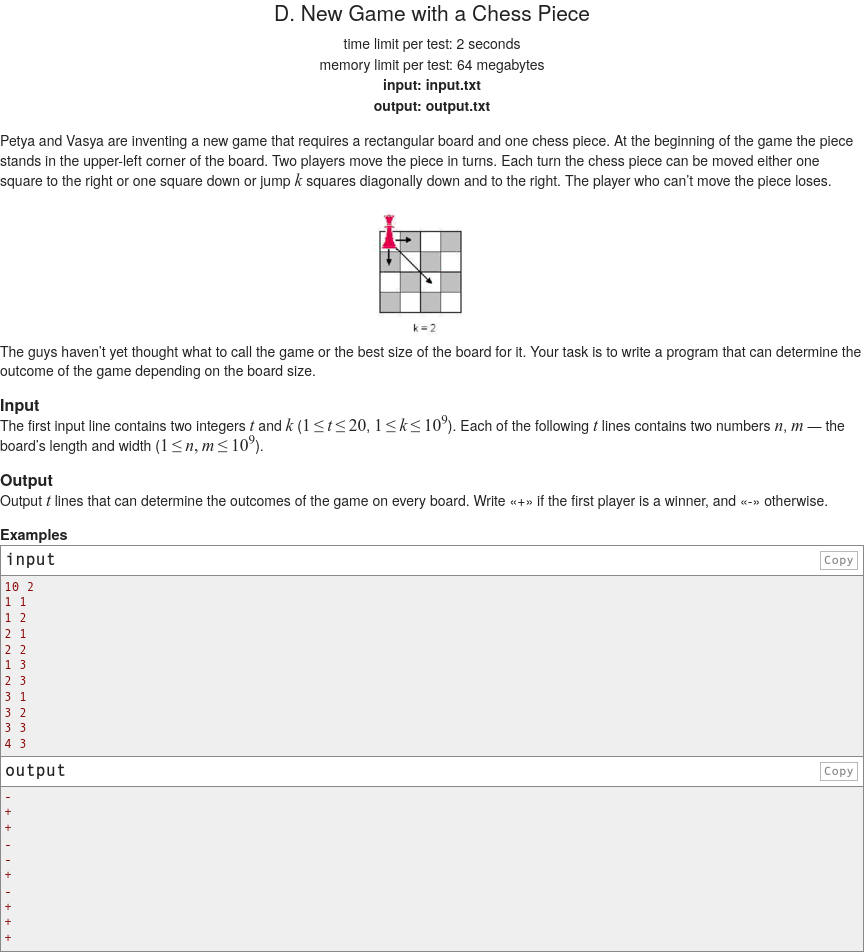 D. New Game with a Chess Piece
time limit per test: 2 seconds
memory limit per test: 64 megabytes
input: input.txt
output: output.txt
Petya and Vasya are inventing a new game that requires a rectangular board and one chess piece. At the beginning of the game the piece
stands in the upper-left corner of the board. Two players move the piece in turns. Each turn the chess piece can be moved either one
square to the right or one square down or jump k squares diagonally down and to the right. The player who can't move the piece loses.
k = 2
The guys haven't yet thought what to call the game or the best size of the board for it. Your task is to write a program that can determine the
outcome of the game depending on the board size.
Input
The first input line contains two integers t and k (1 ≤ t ≤ 20, 1 ≤ k ≤ 10⁹). Each of the following t lines contains two numbers n, m — the
board's length and width (1 ≤ n, m ≤ 10⁹).
Output
Output t lines that can determine the outcomes of the game on every board. Write «+» if the first player is a winner, and «-» otherwise.
Examples
input Copy
10 2
1 1
1 2
2 1
2 2
1 3
2 3
3 1
3 2
3 3
4 3
output Copy
-
+
+
-
-
+
-
+
+
+